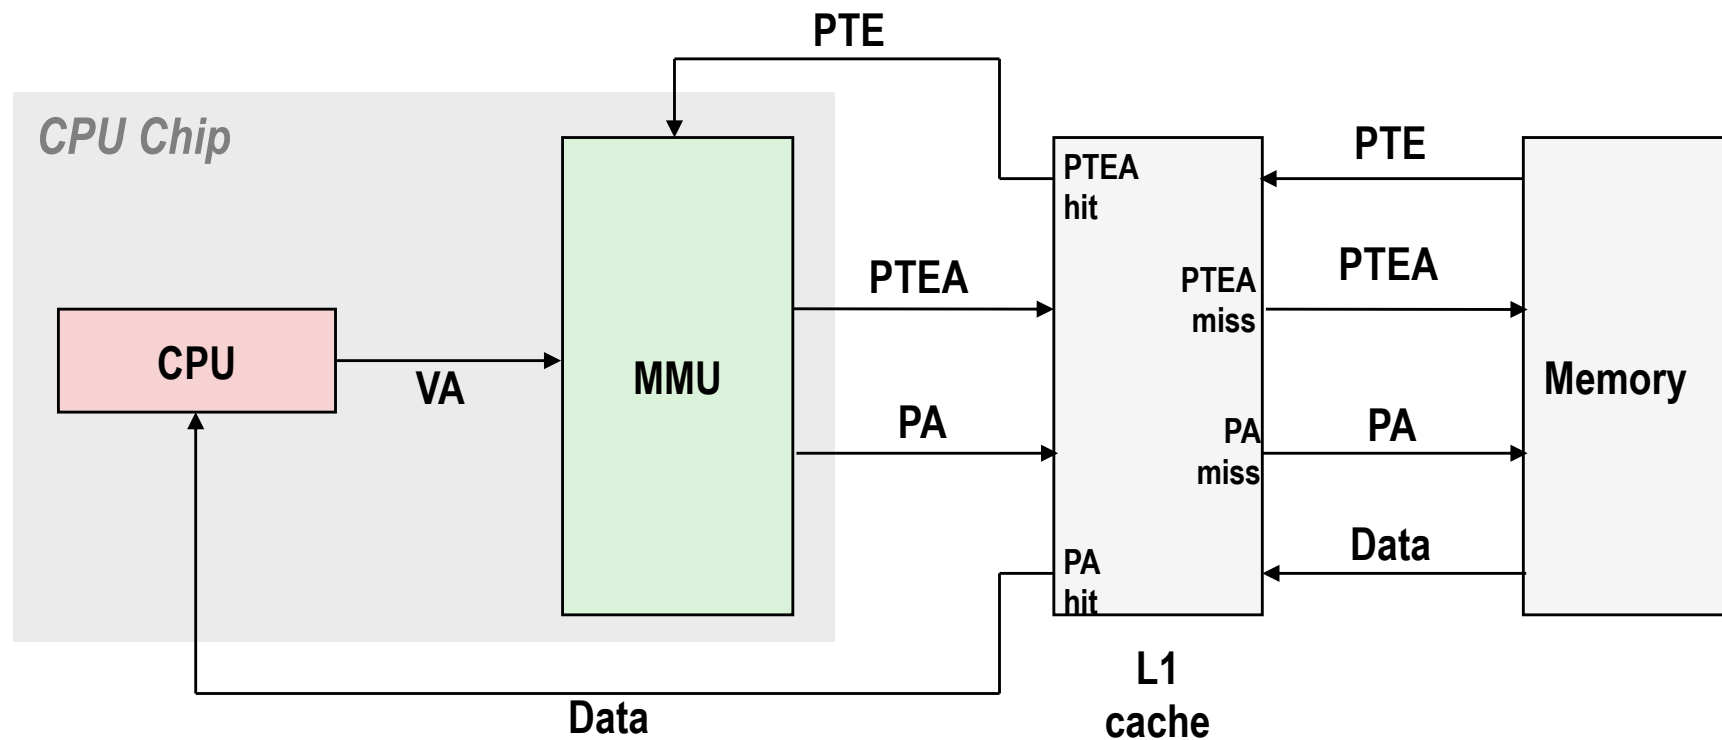 PTE
CPU Chip
PTEA
hit
PTE
PTEA
PTEA
miss
PTEA
CPU
VA
MMU
Memory
PA
PA
miss
PA
PA
hit
Data
L1
cache
Data